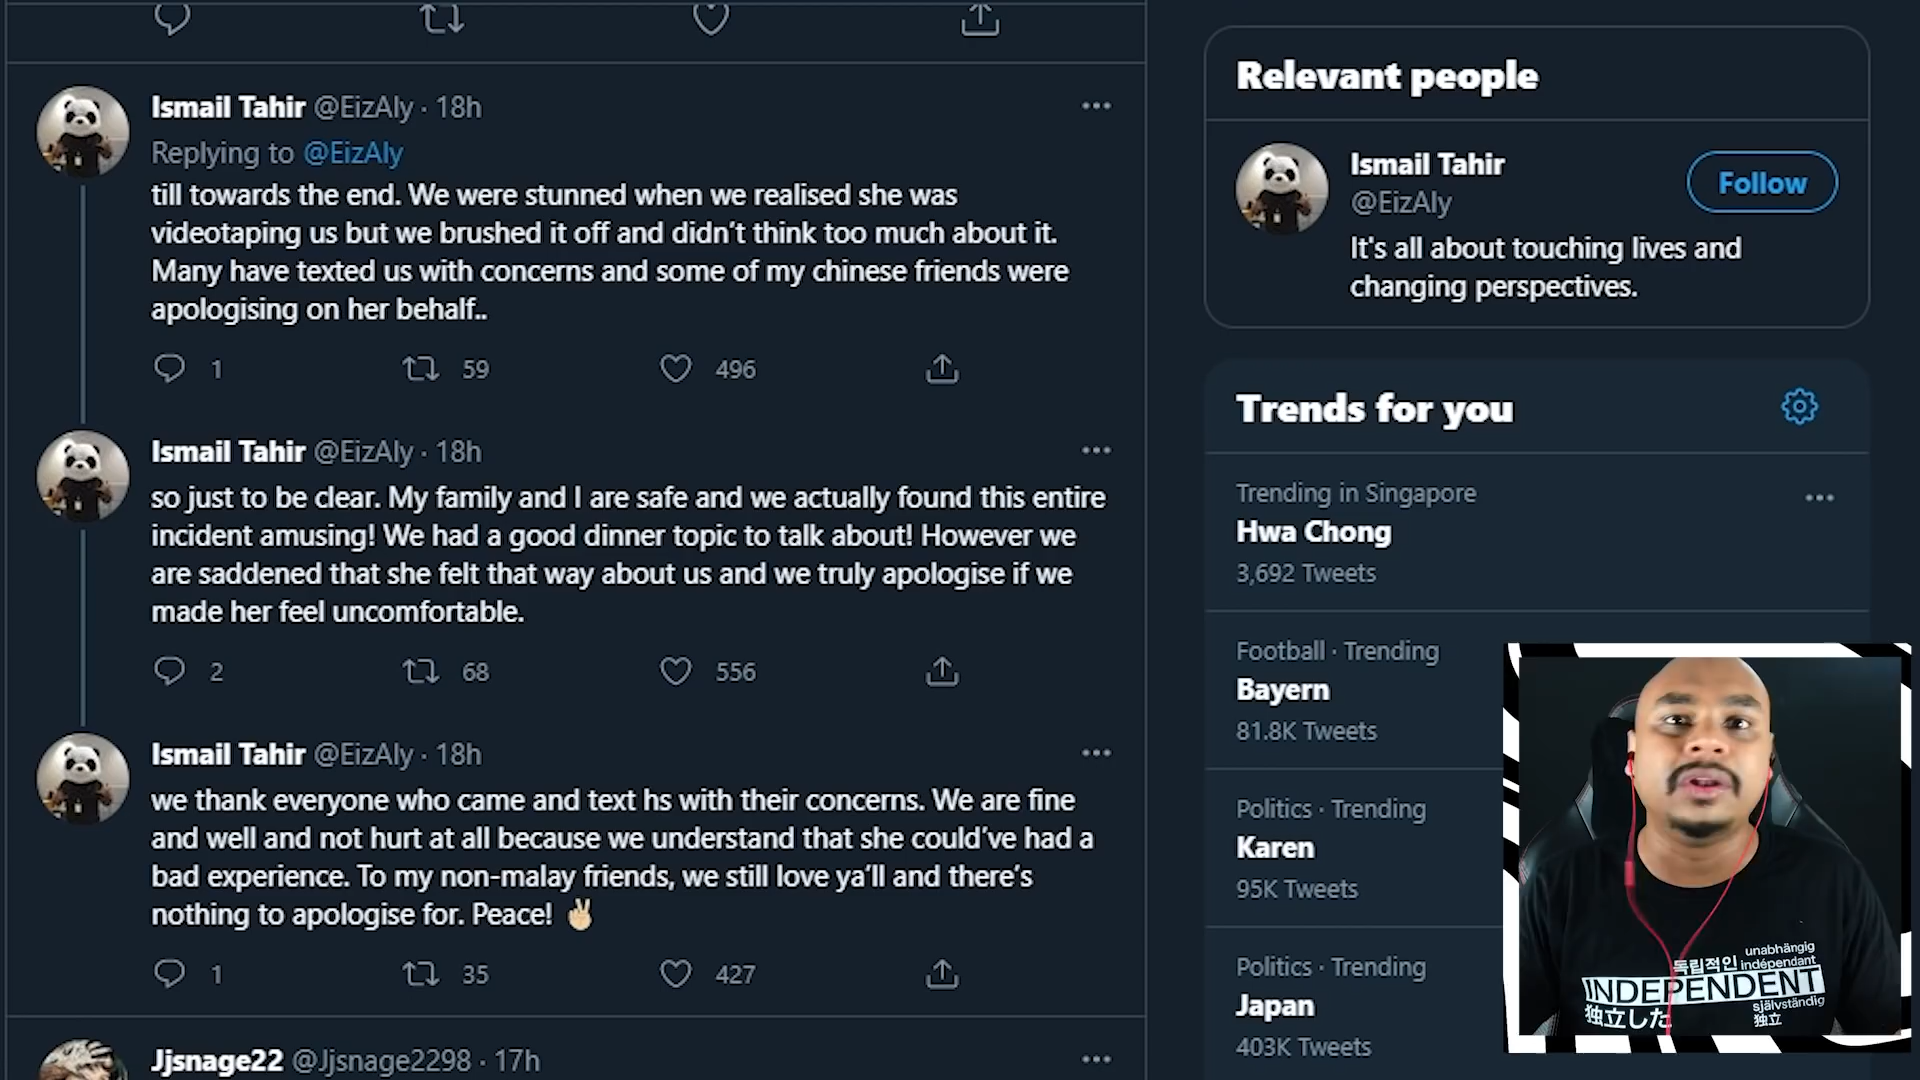 Ismail Tahir @EizAly · 18h
Replying to @EizAly
till towards the end. We were stunned when we realised she was
videotaping us but we brushed it off and didn't think too much about it.
Many have texted us with concerns and some of my chinese friends were
apologising on her behalf..
1 59 496
Ismail Tahir @EizAly · 18h
so just to be clear. My family and I are safe and we actually found this entire
incident amusing! We had a good dinner topic to talk about! However we
are saddened that she felt that way about us and we truly apologise if we
made her feel uncomfortable.
2 68 556
Ismail Tahir @EizAly · 18h
we thank everyone who came and text hs with their concerns. We are fine
and well and not hurt at all because we understand that she could've had a
bad experience. To my non-malay friends, we still love ya'll and there's
nothing to apologise for. Peace! ✌🏻
1 35 427
Jjsnage22 @Jjsnage2298 · 17h
Relevant people
Ismail Tahir
@EizAly
Follow
It's all about touching lives and
changing perspectives.
Trends for you
Trending in Singapore
Hwa Chong
3,692 Tweets
Football · Trending
Bayern
81.8K Tweets
Politics · Trending
Karen
95K Tweets
Politics · Trending
Japan
403K Tweets
unabhängig
독립적인 indépendant
INDEPENDENT
självständig
独立した 独立